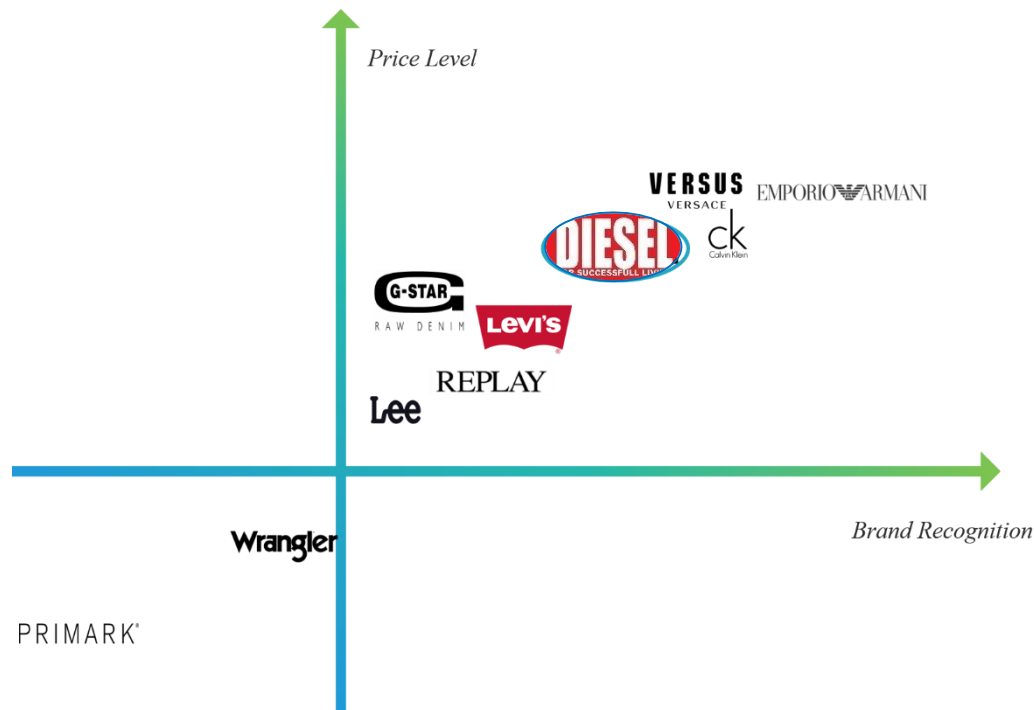 Price Level
VERSUS
VERSACE
EMPORIO ARMANI
DIESEL
SUCCESSFULL
ck
Calvin Klein
G-STAR
RAW DENIM
LEVI'S
®
REPLAY
Lee
Wrangler
Brand Recognition
PRIMARK®